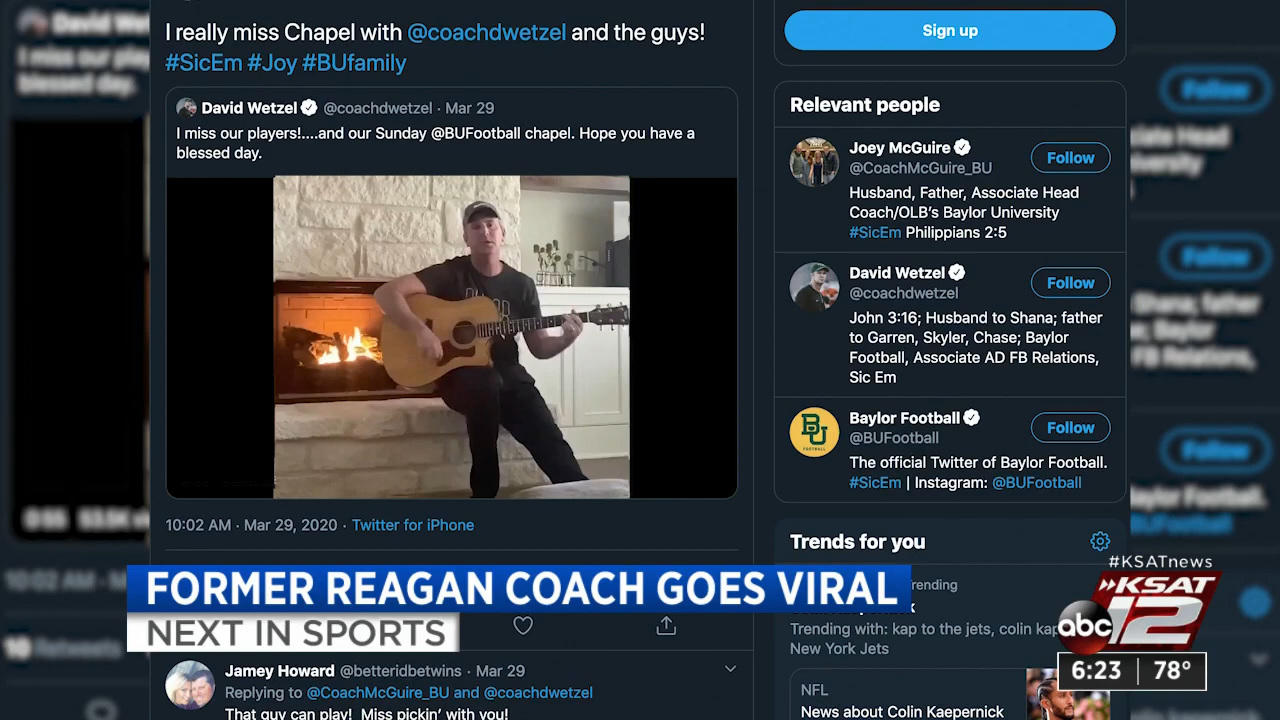 I really miss Chapel with @coachdwetzel and the guys!
#SicEm #Joy #BUfamily
David Wetzel @coachdwetzel · Mar 29
I miss our players!....and our Sunday @BUFootball chapel. Hope you have a
blessed day.
10:02 AM · Mar 29, 2020 · Twitter for iPhone
Jamey Howard @betteridbetwins · Mar 29
Replying to @CoachMcGuire_BU and @coachdwetzel
That guy can play! Miss pickin' with you!
Sign up
Relevant people
Joey McGuire
@CoachMcGuire_BU
Follow
Husband, Father, Associate Head
Coach/OLB's Baylor University
#SicEm Philippians 2:5
David Wetzel
@coachdwetzel
Follow
John 3:16; Husband to Shana; father
to Garren, Skyler, Chase; Baylor
Football, Associate AD FB Relations,
Sic Em
BU
FOOTBALL
Baylor Football
@BUFootball
Follow
The official Twitter of Baylor Football.
#SicEm | Instagram: @BUFootball
Trends for you
rending
Trending with: kap to the jets, colin kap
New York Jets
NFL
News about Colin Kaepernick
FORMER REAGAN COACH GOES VIRAL
NEXT IN SPORTS
#KSATnews
KSAT
abc 12
6:23 | 78°